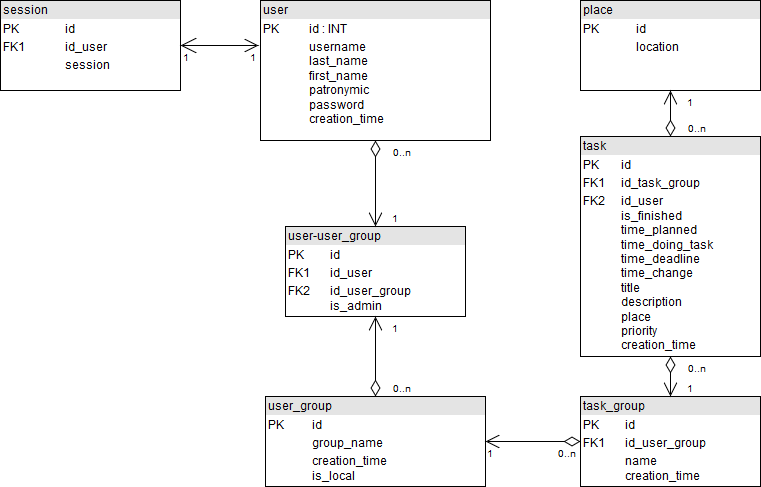 session
PK id
FK1 id_user
session
user
PK id : INT
username
last_name
first_name
patronymic
password
creation_time
place
PK id
location
1
1
1
0..n
0..n
task
PK id
FK1 id_task_group
FK2 id_user
is_finished
time_planned
time_doing_task
time_deadline
time_change
title
description
place
priority
creation_time
1
user-user_group
PK id
FK1 id_user
FK2 id_user_group
is_admin
1
0..n
0..n
1
user_group
PK id
group_name
creation_time
is_local
1
0..n
task_group
PK id
FK1 id_user_group
name
creation_time